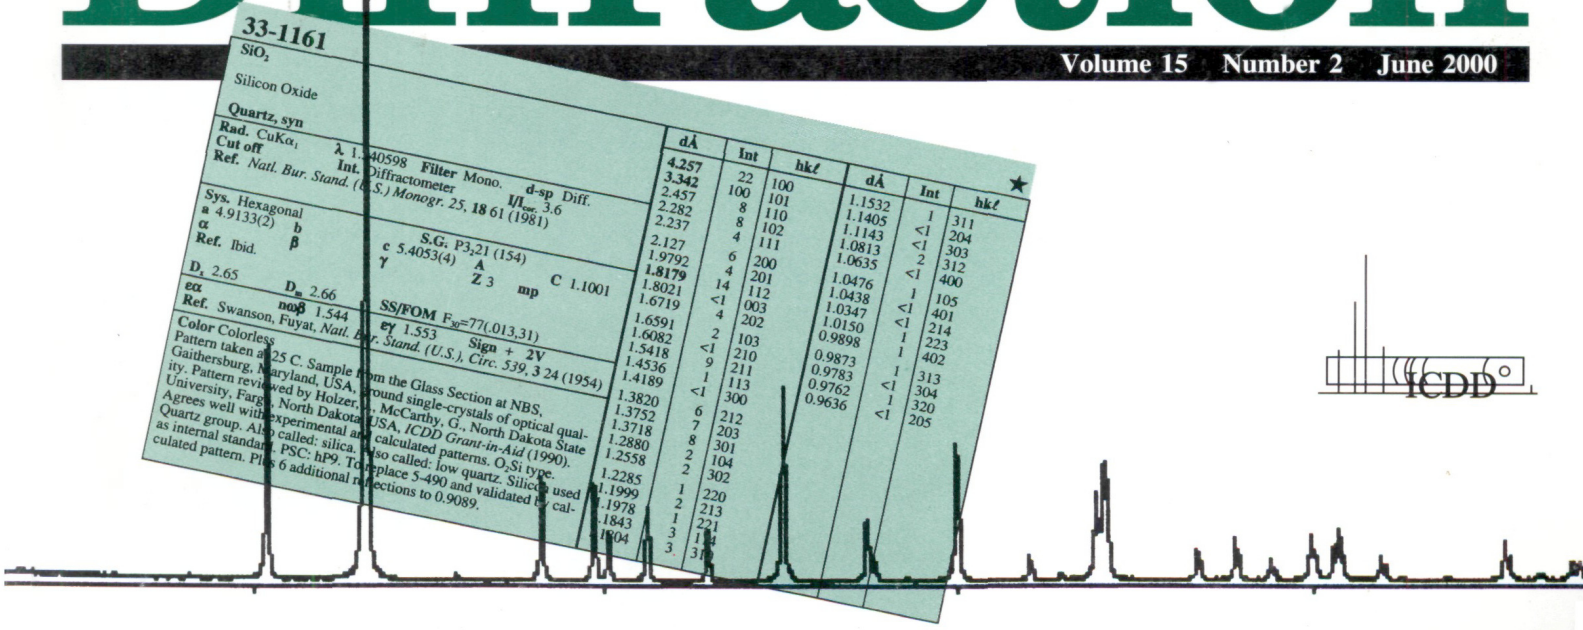 Diffraction
Volume 15 Number 2 June 2000
33-1161
SiO₂
Silicon Oxide
Quartz, syn
Rad. CuKα₁ λ 1. 40598 Filter Mono. d-sp Diff.
Cut off Int. Diffractometer I/Icor. 3.6
Ref. Natl. Bur. Stand. (U.S.) Monogr. 25, 18 61 (1981)
Sys. Hexagonal S.G. P3₂21 (154)
a 4.9133(2) b c 5.4053(4) A C 1.1001
α β γ Z 3 mp
Ref. Ibid.
Dₓ 2.65 Dₘ 2.66 SS/FOM F₃₀=77(.013,31)
εα nωβ 1.544 εγ 1.553 Sign + 2V
Ref. Swanson, Fuyat, Natl. Bur. Stand. (U.S.), Circ. 539, 3 24 (1954)
Color Colorless
Pattern taken at 25 C. Sample from the Glass Section at NBS,
Gaithersburg, Maryland, USA, ground single-crystals of optical qual-
ity. Pattern reviewed by Holzer, J., McCarthy, G., North Dakota State
University, Fargo, North Dakota, USA, ICDD Grant-in-Aid (1990).
Agrees well with experimental and calculated patterns. O₂Si type.
Quartz group. Also called: silica. Also called: low quartz. Silicon used
as internal standard. PSC: hP9. To replace 5-490 and validated by cal-
culated pattern. Plus 6 additional reflections to 0.9089.
dÅ Int hkℓ
4.257 22 100
3.342 100 101
2.457 8 110
2.282 8 102
2.237 4 111
2.127 6 200
1.9792 4 201
1.8179 14 112
1.8021 <1 003
1.6719 4 202
1.6591 2 103
1.6082 <1 210
1.5418 9 211
1.4536 1 113
1.4189 <1 300
1.3820 6 212
1.3752 7 203
1.3718 8 301
1.2880 2 104
1.2558 2 302
1.2285 1 220
1.1999 2 213
1.1978 1 221
.1843 3 114
.1804 3 310
dÅ Int hkℓ
1.1532 1 311
1.1405 <1 204
1.1143 <1 303
1.0813 2 312
1.0635 <1 400
1.0476 1 105
1.0438 <1 401
1.0347 <1 214
1.0150 1 223
0.9898 1 402
0.9873 1 313
0.9783 <1 304
0.9762 1 320
0.9636 <1 205
ICDD